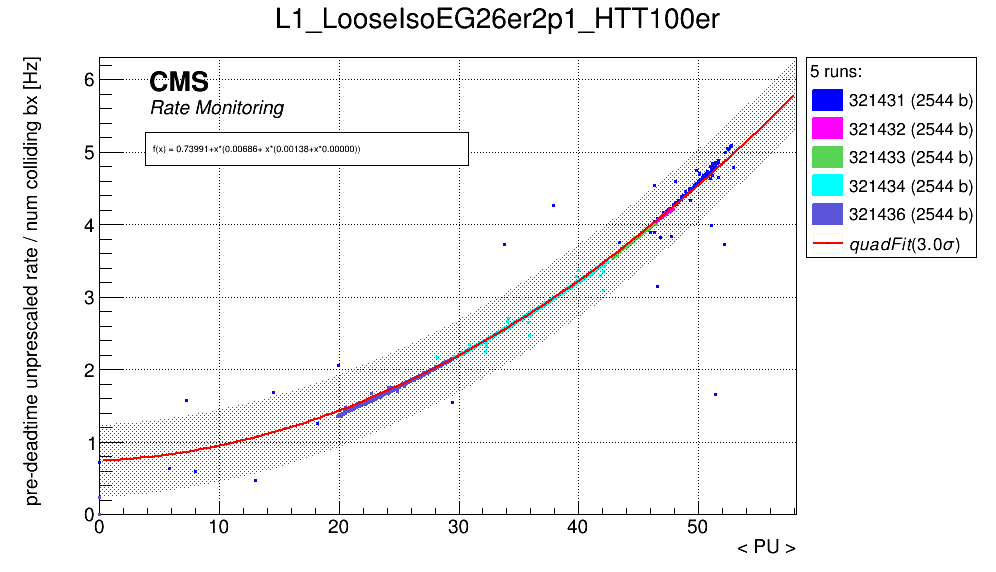 L1_LooseIsoEG26er2p1_HTT100er
pre-deadtime unprescaled rate / num colliding bx [Hz]
CMS
Rate Monitoring
f(x) = 0.73991+x*(0.00686+ x*(0.00138+x*0.00000))
6
5
4
3
2
1
0
0 10 20 30 40 50
< PU >
5 runs:
321431 (2544 b)
321432 (2544 b)
321433 (2544 b)
321434 (2544 b)
321436 (2544 b)
quadFit(3.0σ)